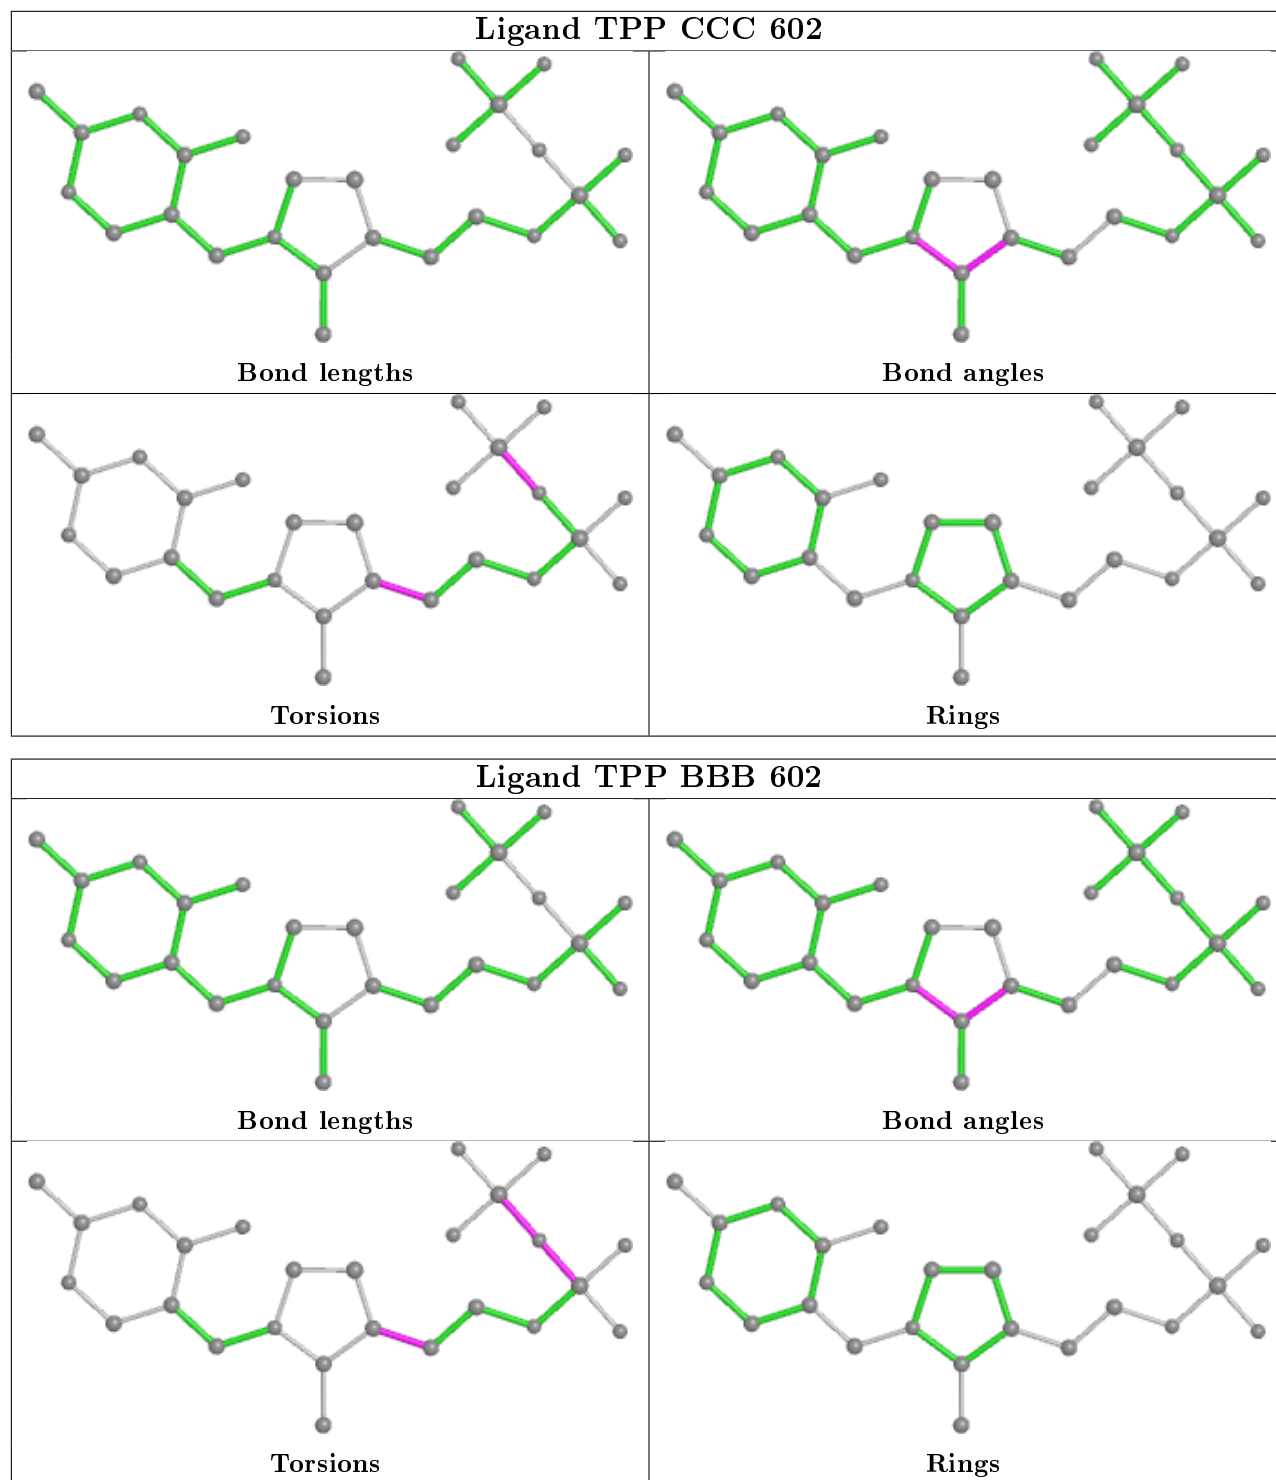 Ligand TPP CCC 602
Bond lengths
Bond angles
Torsions
Rings
Ligand TPP BBB 602
Bond lengths
Bond angles
Torsions
Rings